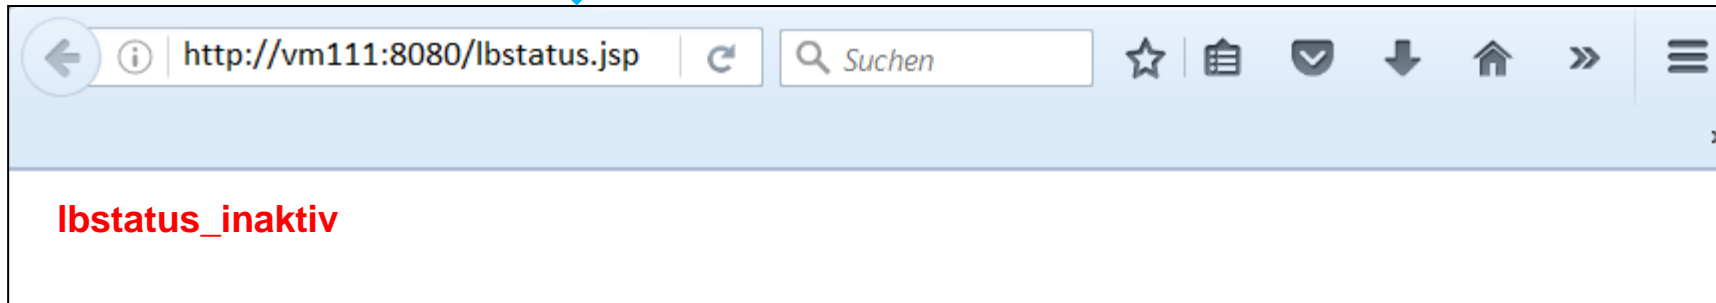 http://vm111:8080/lbstatus.jsp Suchen
lbstatus_inaktiv